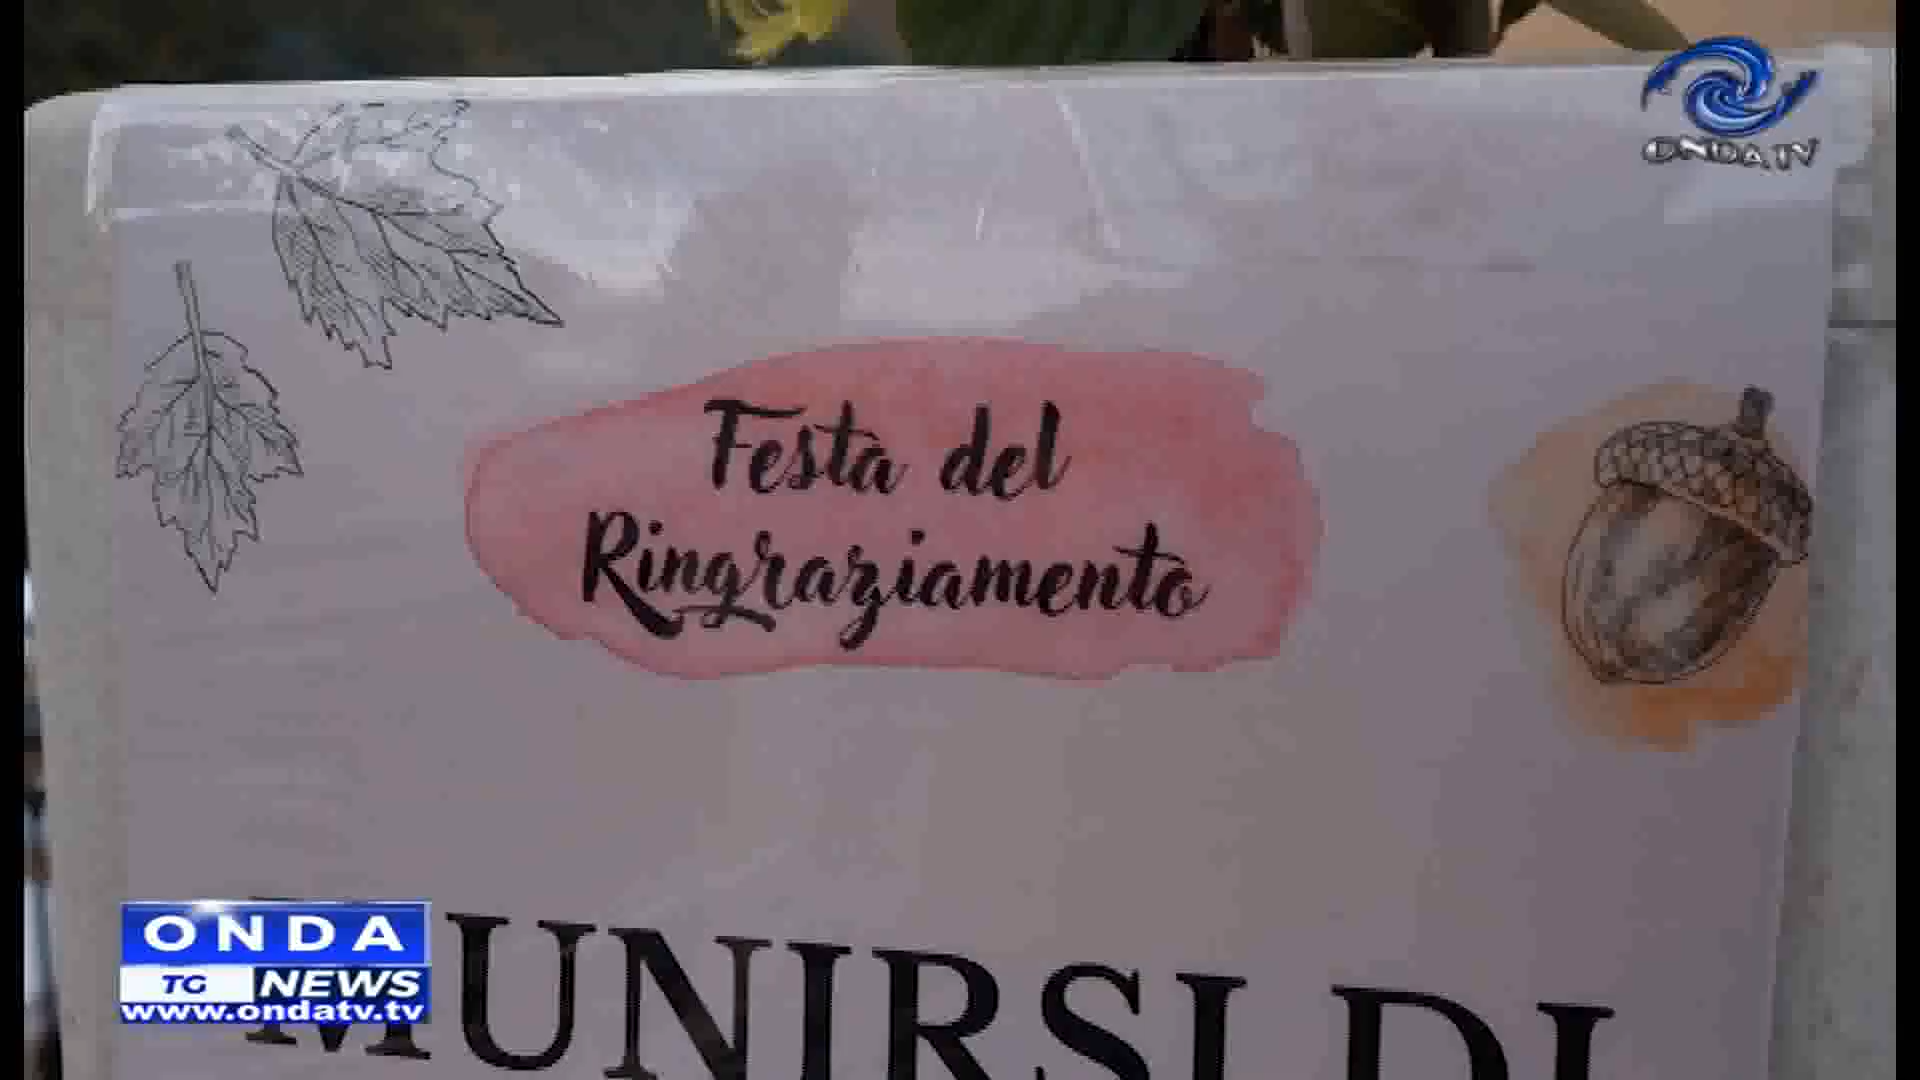 ONDA.TV
Festa del
Ringraziamento
MUNIRSI DI
ONDA
TG NEWS
www.ondatv.tv